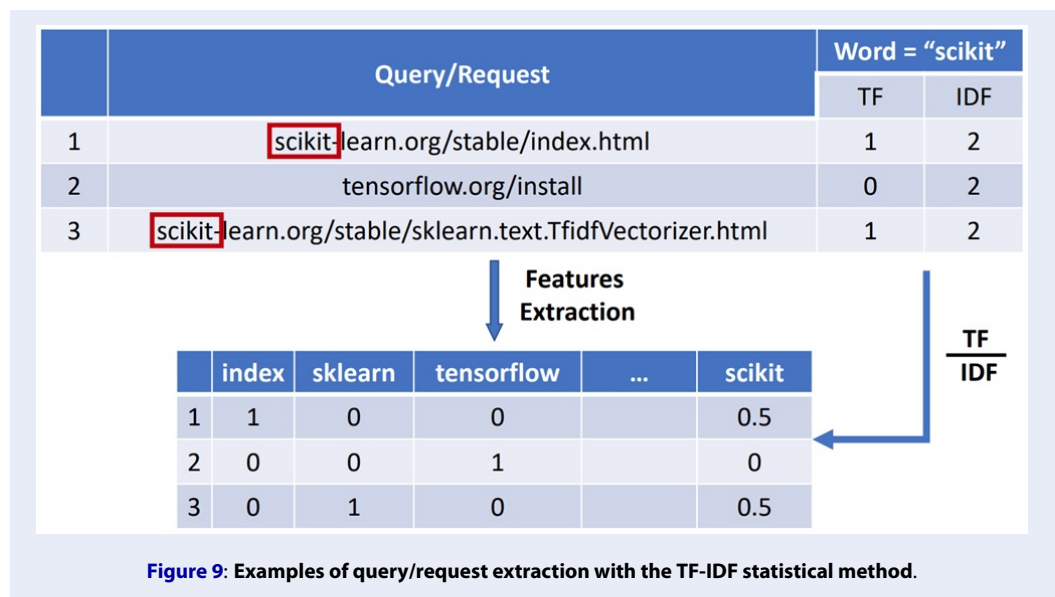 Query/Request Word = "scikit"
TF IDF
1 scikit-learn.org/stable/index.html 1 2
2 tensorflow.org/install 0 2
3 scikit-learn.org/stable/sklearn.text.TfidfVectorizer.html 1 2
Features
Extraction
TF
IDF
index sklearn tensorflow ... scikit
1 1 0 0 0.5
2 0 0 1 0
3 0 1 0 0.5
Figure 9: Examples of query/request extraction with the TF-IDF statistical method.